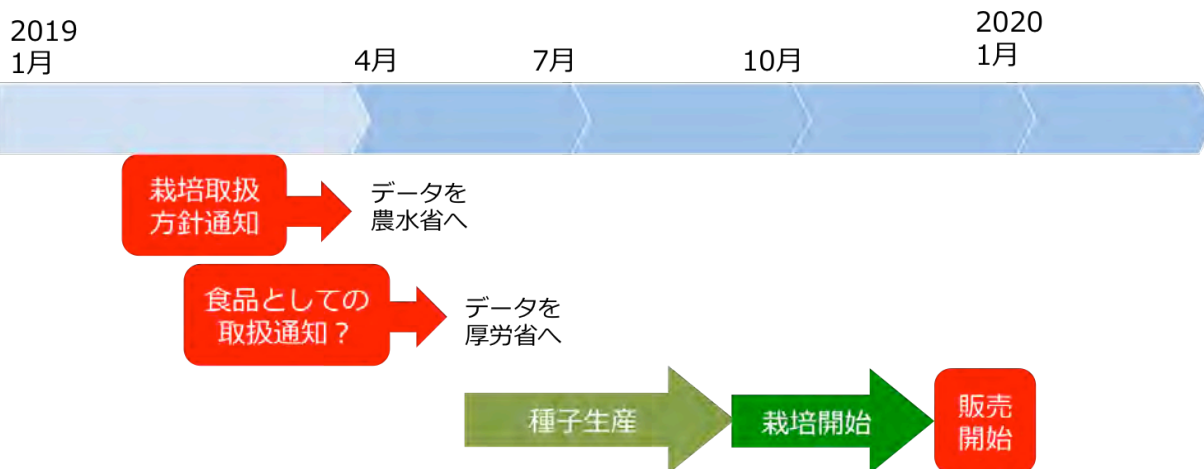 2019
1月
4月
7月
10月
2020
1月
栽培取扱
方針通知
データを
農水省へ
食品としての
取扱通知？
データを
厚労省へ
種子生産
栽培開始
販売
開始